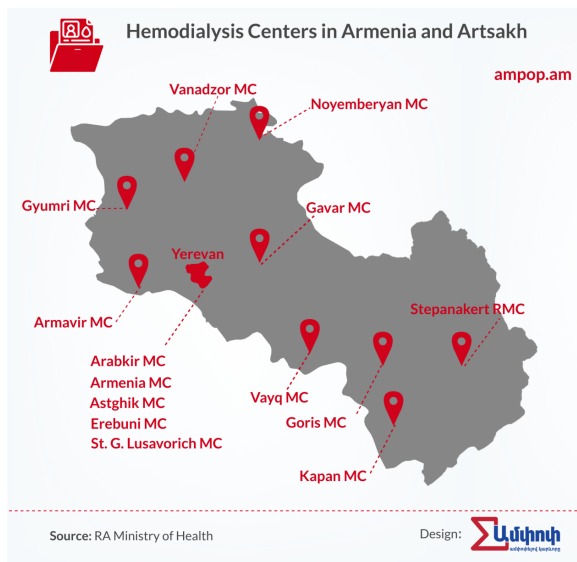 Hemodialysis Centers in Armenia and Artsakh
ampop.am
Vanadzor MC
Noyemberyan MC
Gyumri MC
Gavar MC
Yerevan
Armavir MC
Stepanakert RMC
Arabkir MC
Armenia MC
Astghik MC
Erebuni MC
St. G. Lusavorich MC
Vayq MC
Goris MC
Kapan MC
Source: RA Ministry of Health
Design:
Ամփոփ
ամփոփելով կարևորը